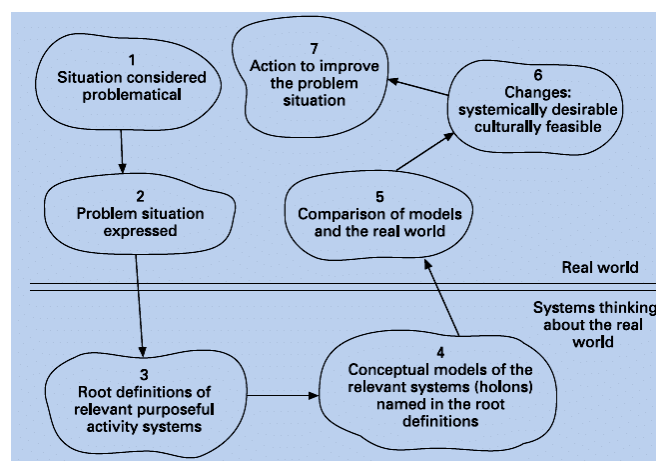 1
Situation considered
problematical
2
Problem situation
expressed
3
Root definitions of
relevant purposeful
activity systems
4
Conceptual models of the
relevant systems (holons)
named in the root
definitions
5
Comparison of models
and the real world
6
Changes:
systemically desirable
culturally feasible
7
Action to improve
the problem
situation
Real world
Systems thinking
about the real
world